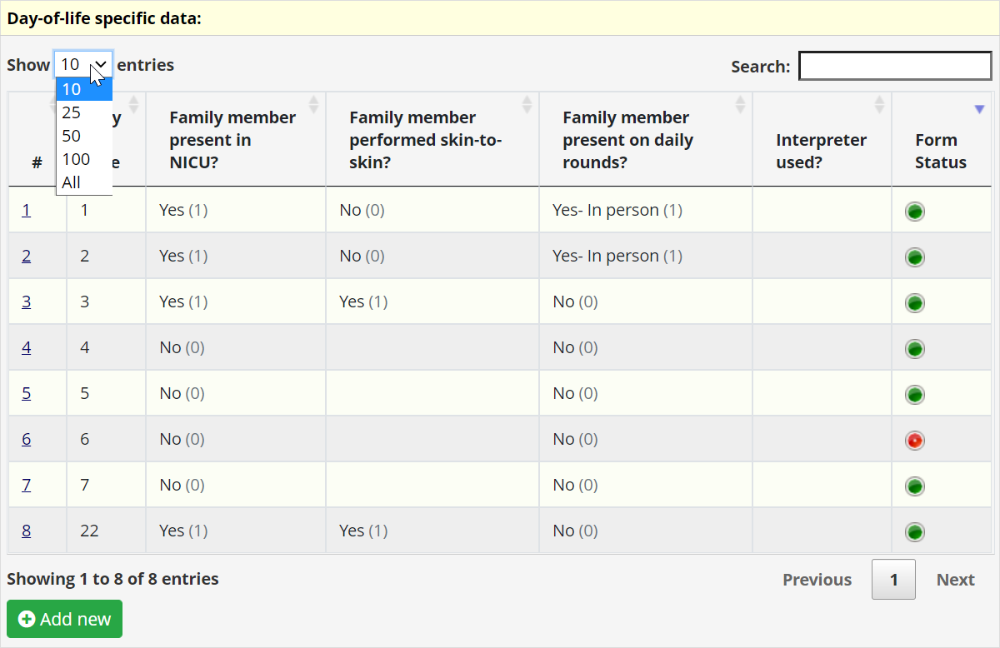 Day-of-life specific data:
Show 10 entries
Search:
10
25
50
100
All
#
Family member present in NICU?
Family member performed skin-to-skin?
Family member present on daily rounds?
Interpreter used?
Form Status
1 1 Yes (1) No (0) Yes- In person (1)
2 2 Yes (1) No (0) Yes- In person (1)
3 3 Yes (1) Yes (1) No (0)
4 4 No (0) No (0)
5 5 No (0) No (0)
6 6 No (0) No (0)
7 7 No (0) No (0)
8 22 Yes (1) Yes (1) No (0)
Showing 1 to 8 of 8 entries
Previous 1 Next
Add new